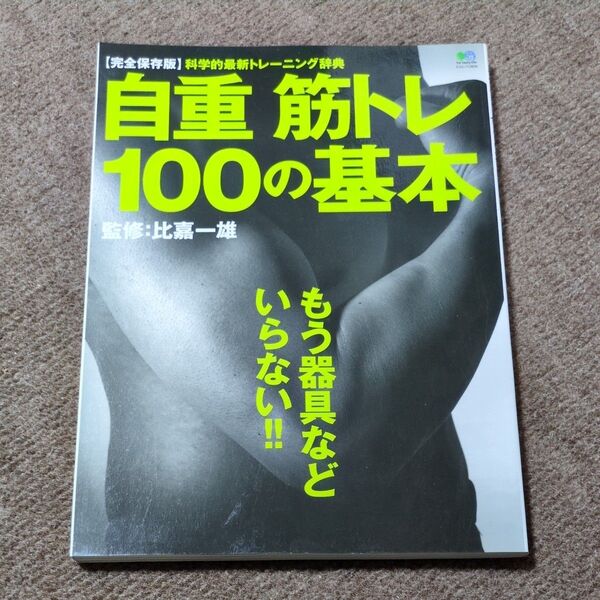 【完全保存版】科学的最新トレーニング辞典
自重 筋トレ
100の基本
監修:比嘉一雄
もう器具など
いらない!!